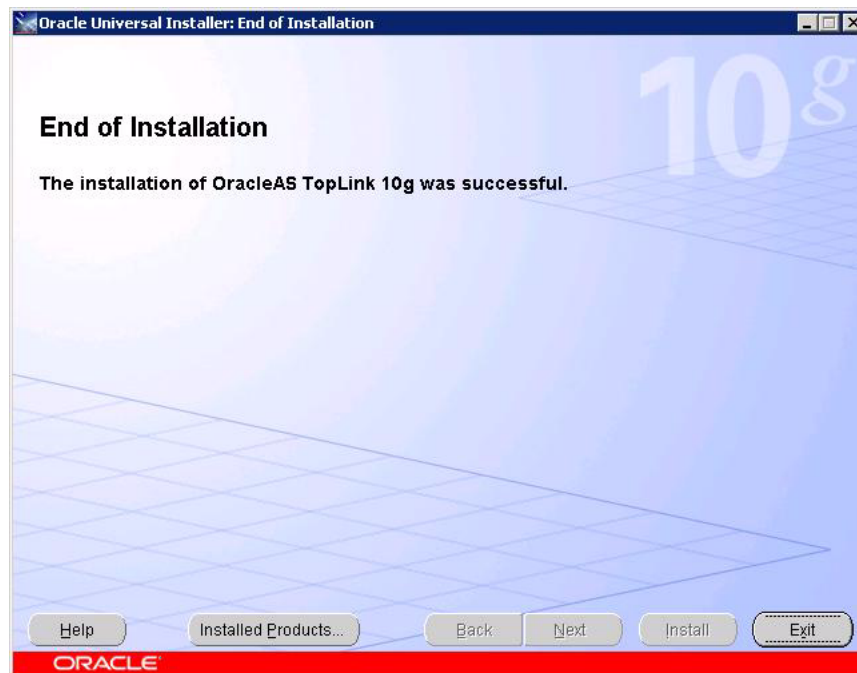 Oracle Universal Installer: End of Installation
10g
End of Installation
The installation of OracleAS TopLink 10g was successful.
Help
Installed Products...
Back
Next
Install
Exit
ORACLE